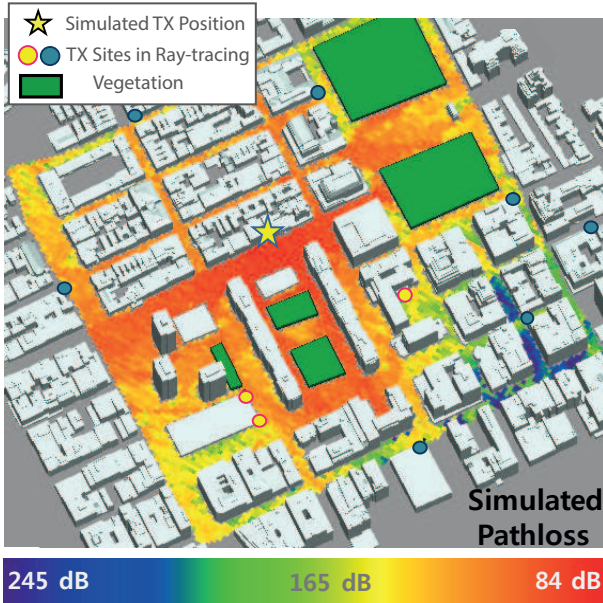 Simulated TX Position
TX Sites in Ray-tracing
Vegetation
Simulated
Pathloss
245 dB
165 dB
84 dB